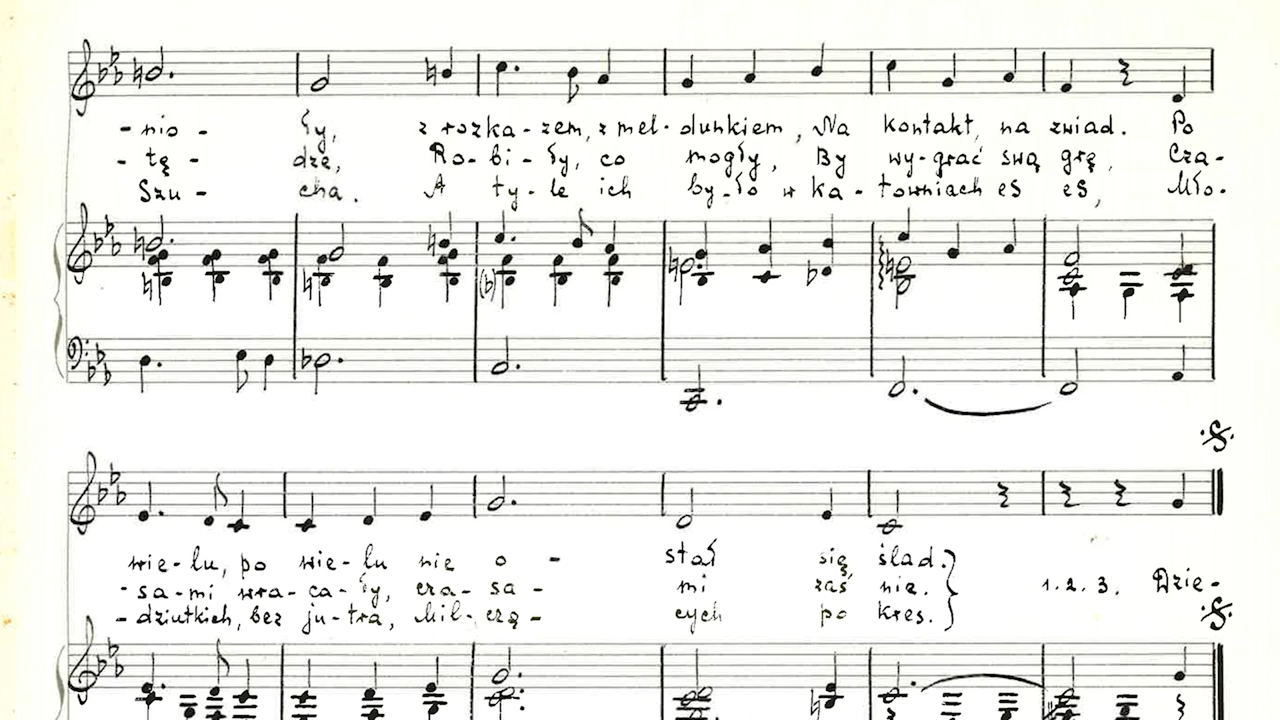 - nio - ły, z rozka - zem, z mel - dunkiem, Na kontakt, na zwiad. Po
- tę - dze, Ro - bi - ły, co mogły, By wy - grać swą grę, Cza -
Szu - cha. A ty - le ich by - ło w ka - towniach es es, Mło -
wie - lu, po wie - lu nie o - stał się ślad.
- sa - mi wra - ca - ły, cza - sa - mi zaś nie. 1. 2. 3. Dzie -
- dziutkich, bez ju - tra, Mil - czą - cych po kres.